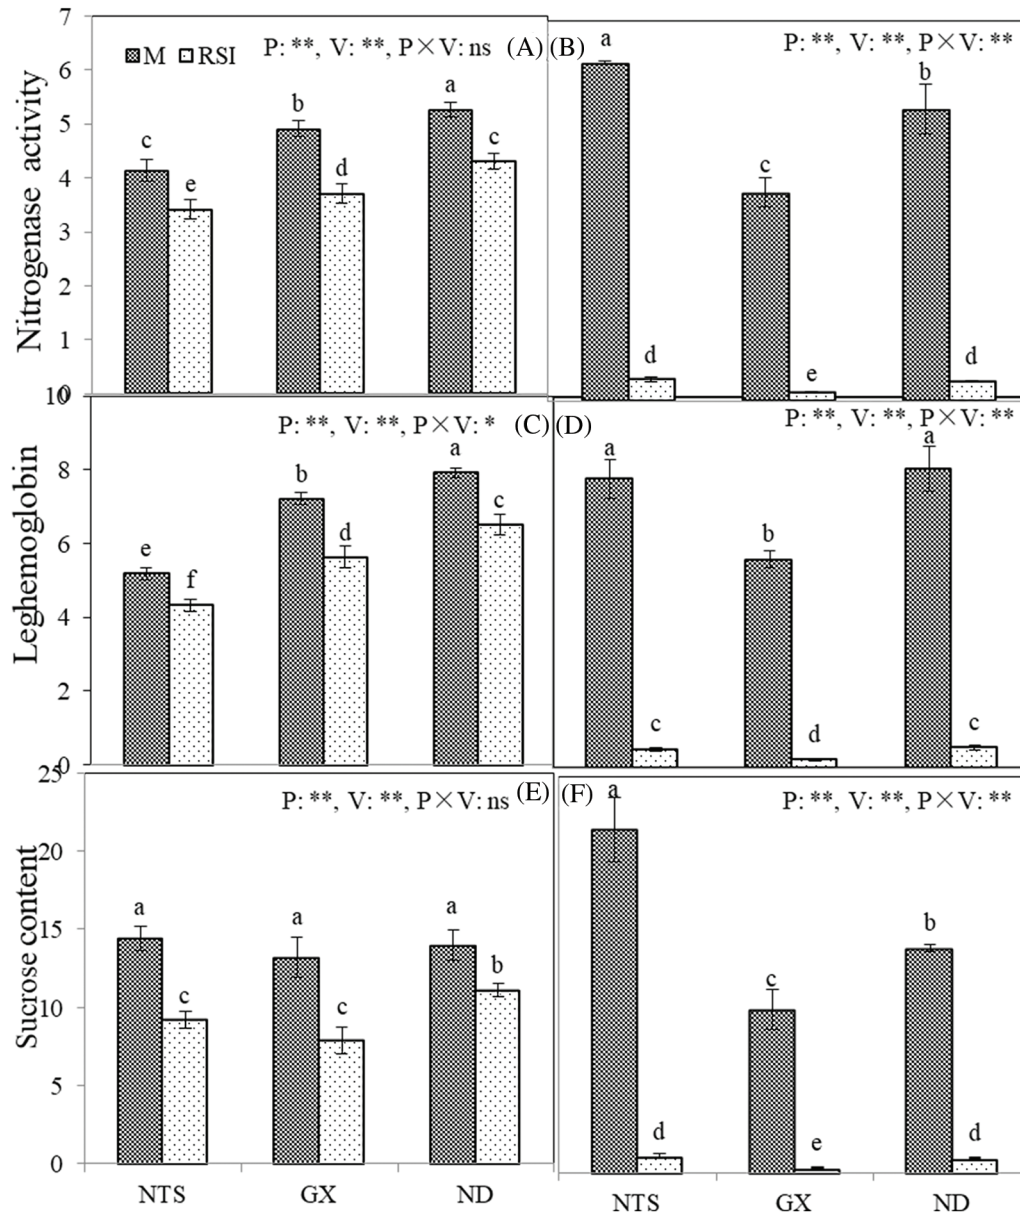 7
6
5
4
3
2
1
0
Nitrogenase activity
M RSI
P: **, V: **, P×V: ns (A)
c
e
b
d
a
c
(B) P: **, V: **, P×V: **
a
d
c
e
b
d
10
8
6
4
2
0
Leghemoglobin
P: **, V: **, P×V: * (C)
e
f
b
d
a
c
(D) P: **, V: **, P×V: **
a
c
b
d
a
c
25
20
15
10
5
0
Sucrose content
P: **, V: **, P×V: ns (E)
a
c
a
c
a
b
NTS GX ND
(F) P: **, V: **, P×V: **
a
d
c
e
b
d
NTS GX ND